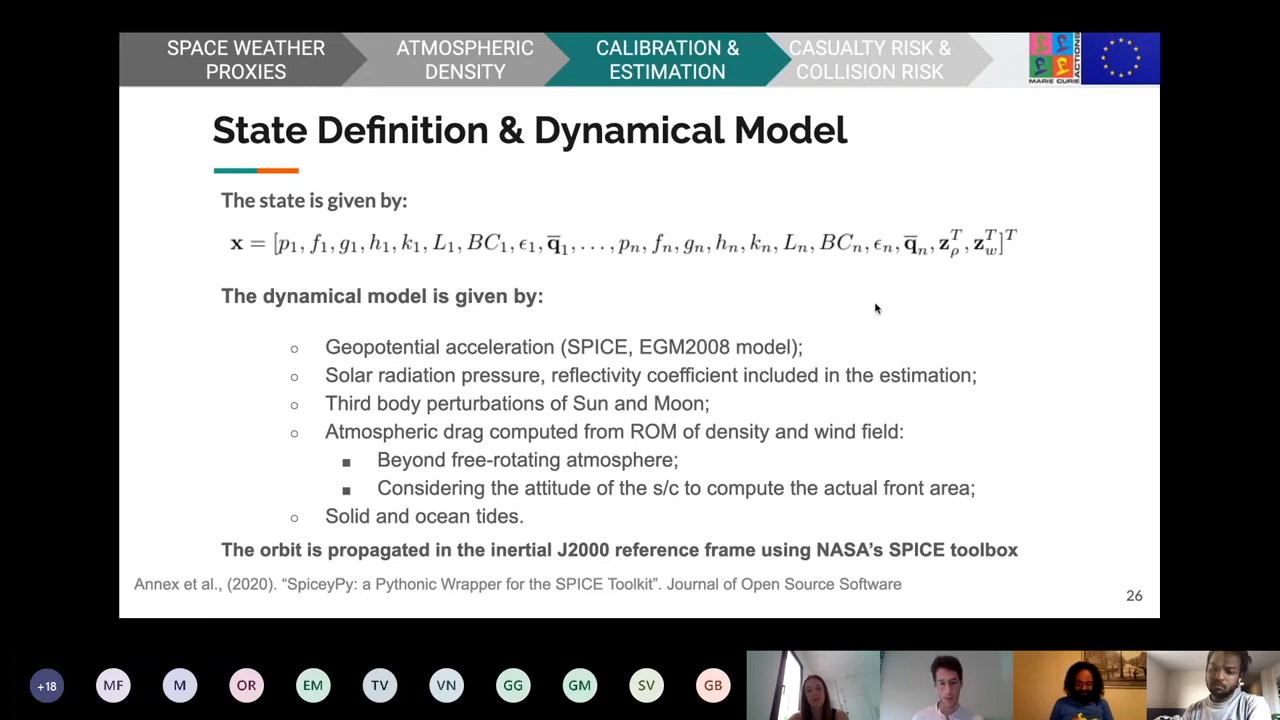 SPACE WEATHER
PROXIES
ATMOSPHERIC
DENSITY
CALIBRATION &
ESTIMATION
CASUALTY RISK &
COLLISION RISK
MARIE CURIE
ACTIONS
State Definition & Dynamical Model
The state is given by:
x = [p₁, f₁, g₁, h₁, k₁, L₁, BC₁, ϵ₁, q̅₁, . . . , pₙ, fₙ, gₙ, hₙ, kₙ, Lₙ, BCₙ, ϵₙ, q̅ₙ, z_ρ^T, z_w^T]^T
The dynamical model is given by:
○ Geopotential acceleration (SPICE, EGM2008 model);
○ Solar radiation pressure, reflectivity coefficient included in the estimation;
○ Third body perturbations of Sun and Moon;
○ Atmospheric drag computed from ROM of density and wind field:
■ Beyond free-rotating atmosphere;
■ Considering the attitude of the s/c to compute the actual front area;
○ Solid and ocean tides.
The orbit is propagated in the inertial J2000 reference frame using NASA's SPICE toolbox
Annex et al., (2020). “SpiceyPy: a Pythonic Wrapper for the SPICE Toolkit”. Journal of Open Source Software
26
+18 MF M OR EM TV VN GG GM SV GB